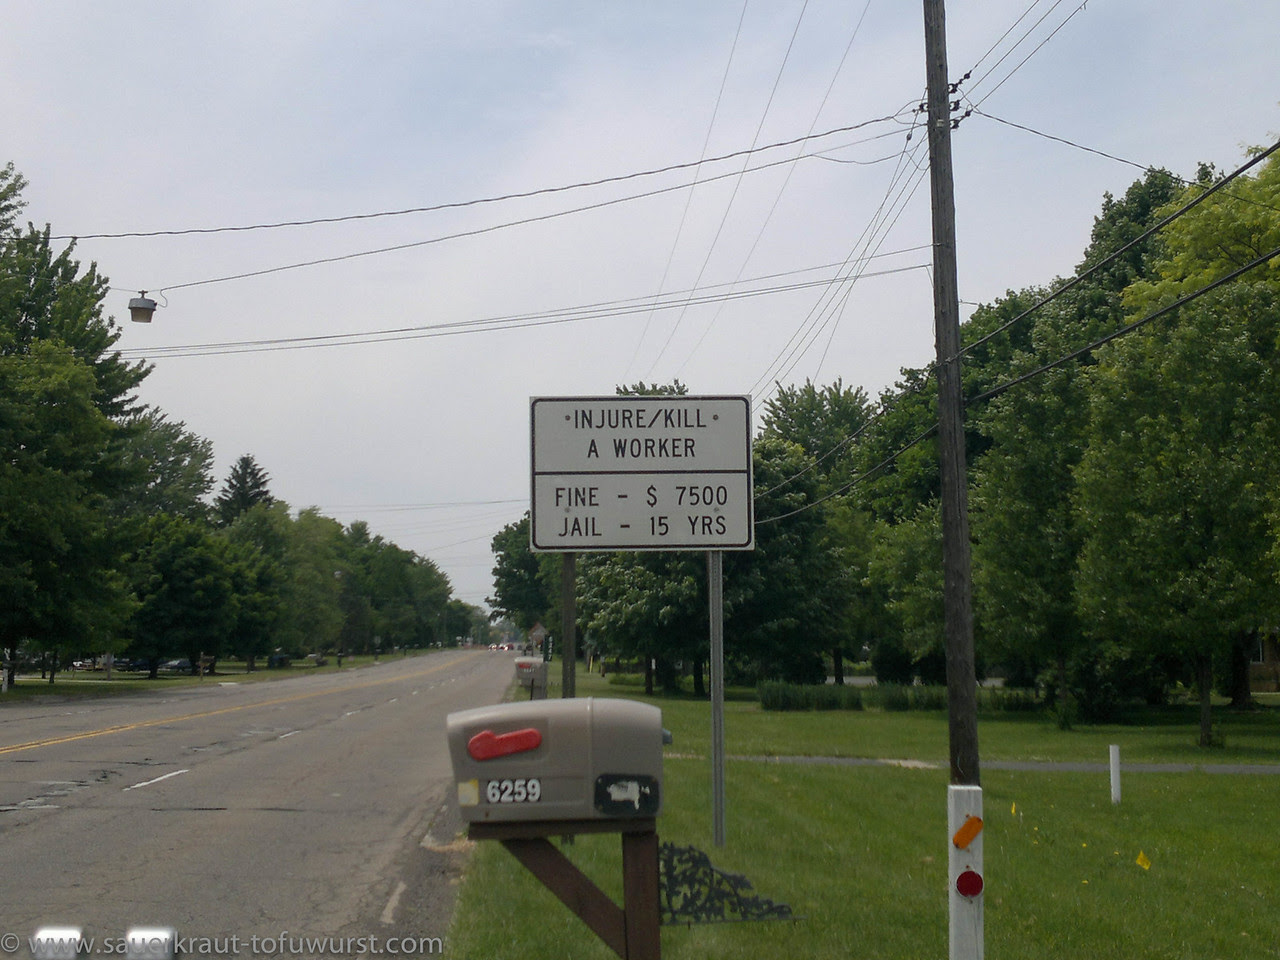 INJURE/KILL
A WORKER
FINE - $ 7500
JAIL - 15 YRS
6259
© www.sauerkraut-tofuwurst.com